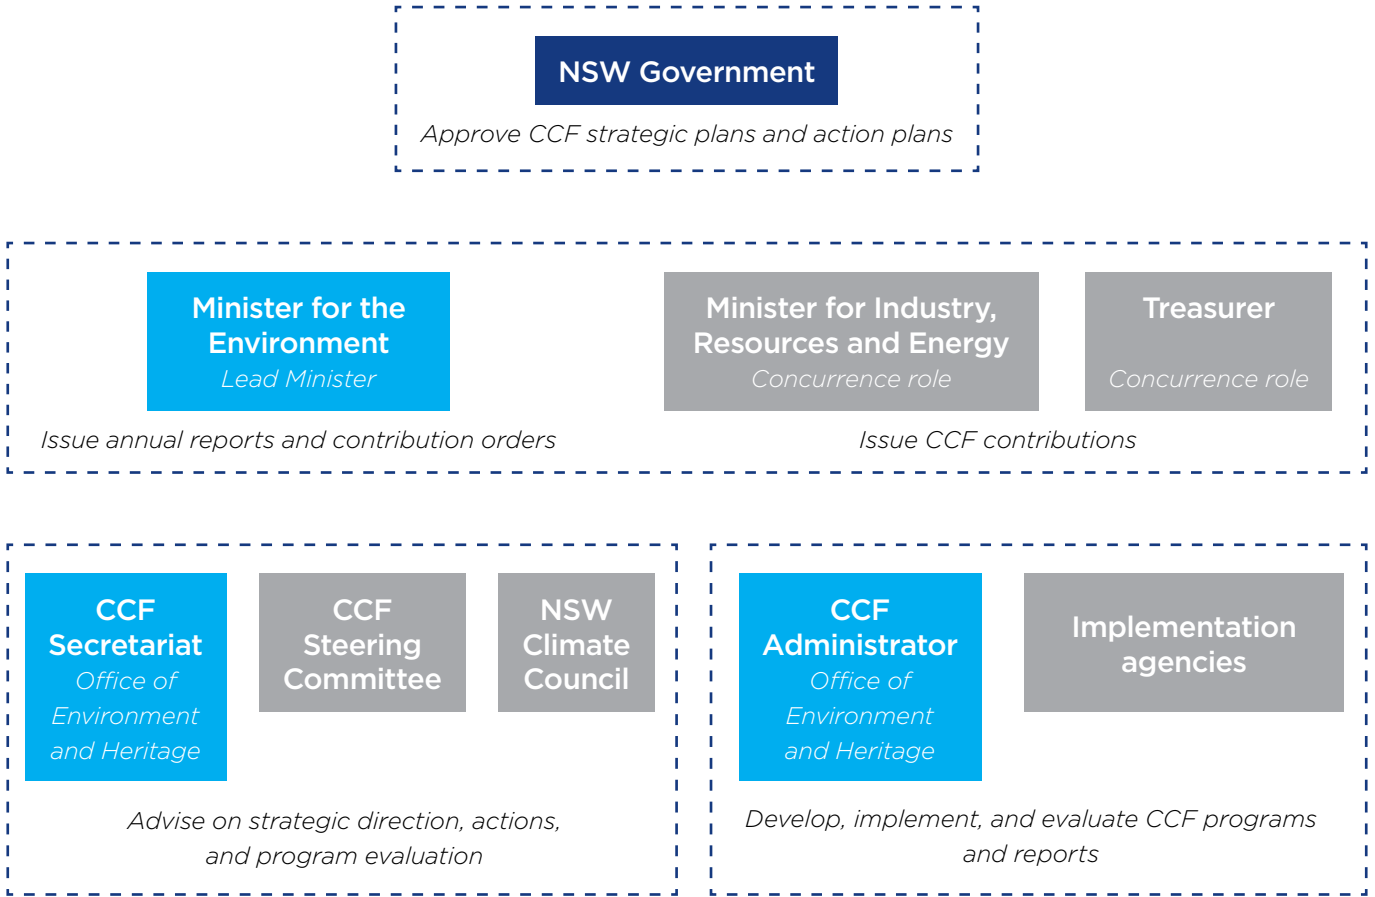 NSW Government
Approve CCF strategic plans and action plans
Minister for the
Environment
Lead Minister
Issue annual reports and contribution orders
Minister for Industry,
Resources and Energy
Concurrence role
Treasurer
Concurrence role
Issue CCF contributions
CCF
Secretariat
Office of
Environment
and Heritage
CCF
Steering
Committee
NSW
Climate
Council
Advise on strategic direction, actions,
and program evaluation
CCF
Administrator
Office of
Environment
and Heritage
Implementation
agencies
Develop, implement, and evaluate CCF programs
and reports